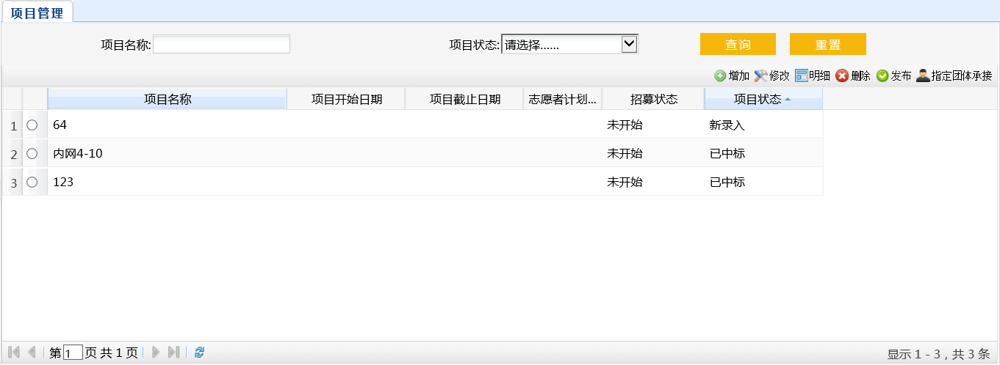 项目管理
项目名称: 项目状态: 请选择...... 查询 重置
增加 修改 明细 删除 发布 指定团体承接
项目名称 项目开始日期 项目截止日期 志愿者计划... 招募状态 项目状态
1 64 未开始 新录入
2 内网4-10 未开始 已中标
3 123 未开始 已中标
第 1 页 共 1 页 显示 1 - 3，共 3 条